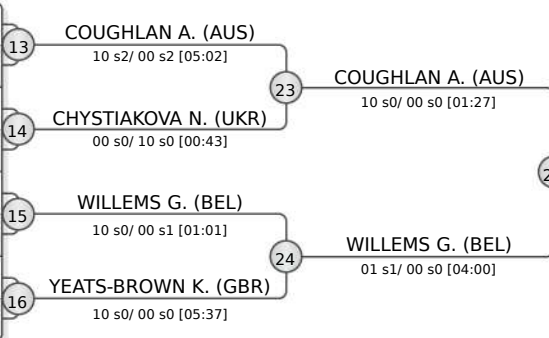 COUGHLAN A. (AUS)
13
10 s2/ 00 s2 [05:02]
23
COUGHLAN A. (AUS)
10 s0/ 00 s0 [01:27]
CHYSTIAKOVA N. (UKR)
14
00 s0/ 10 s0 [00:43]
WILLEMS G. (BEL)
15
10 s0/ 00 s1 [01:01]
24
WILLEMS G. (BEL)
01 s1/ 00 s0 [04:00]
YEATS-BROWN K. (GBR)
16
10 s0/ 00 s0 [05:37]